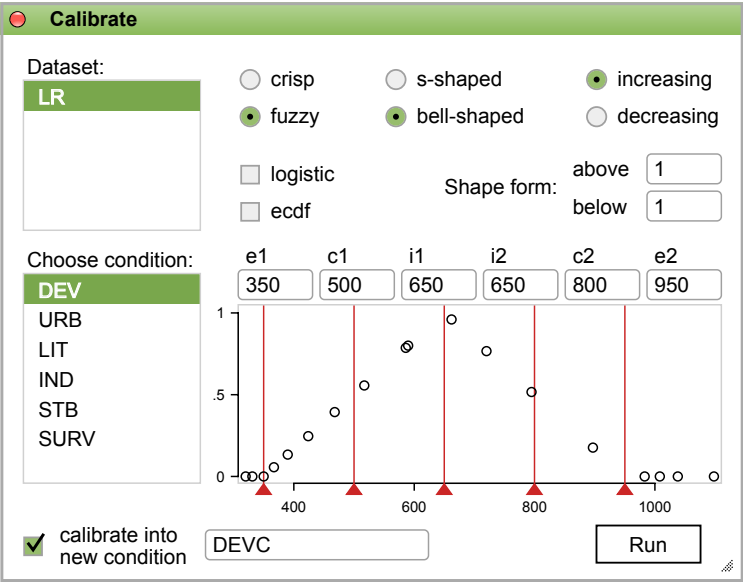 Calibrate
Dataset:
LR
crisp
s-shaped
increasing
fuzzy
bell-shaped
decreasing
logistic
ecdf
Shape form:
above 1
below 1
Choose condition:
DEV
URB
LIT
IND
STB
SURV
e1 c1 i1 i2 c2 e2
350 500 650 650 800 950
1
.5
0
400 600 800 1000
calibrate into
new condition
DEVC
Run